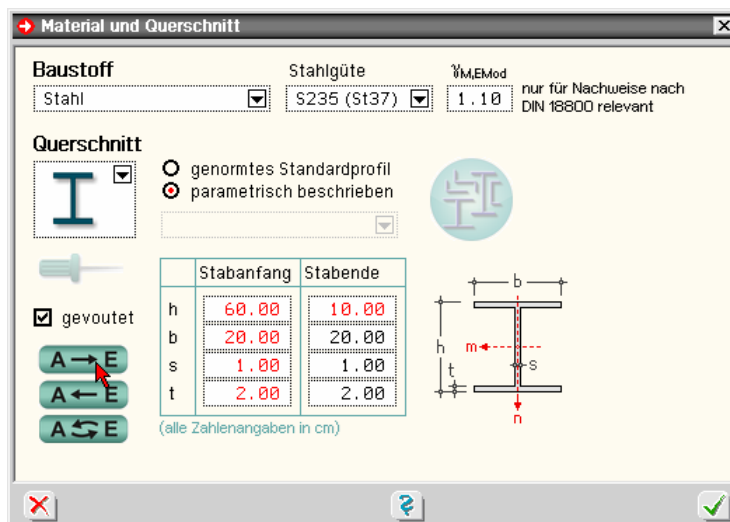 Material und Querschnitt
Baustoff
Stahlgüte
γM,EMod
Stahl
S235 (St37)
1.10
nur für Nachweise nach
DIN 18800 relevant
Querschnitt
genormtes Standardprofil
parametrisch beschrieben
Stabanfang Stabende
gevoutet
h 60.00 10.00
b 20.00 20.00
s 1.00 1.00
t 2.00 2.00
A → E
A ← E
A E
(alle Zahlenangaben in cm)
b
h
m
t
s
n